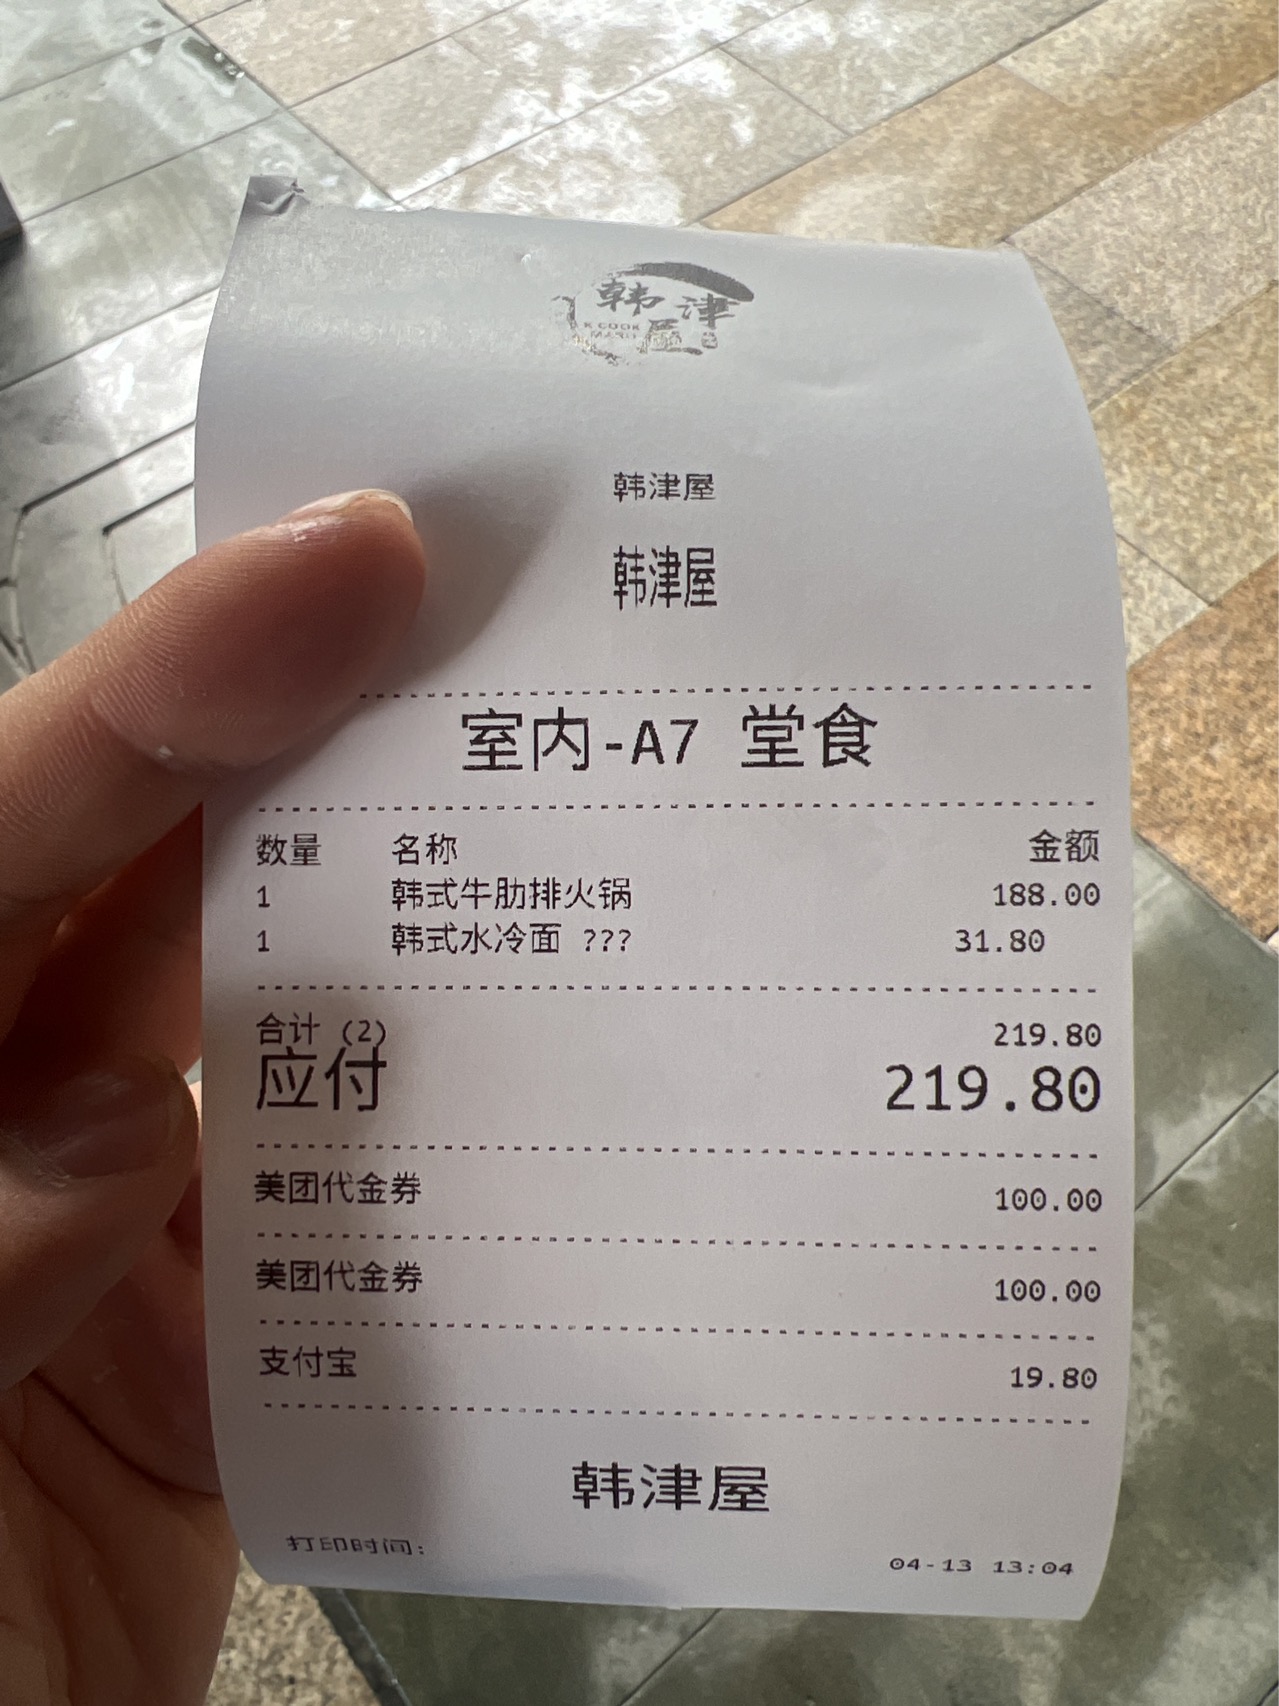 韩津屋
K COOK
韩津屋
韩津屋
室内-A7 堂食
数量 名称 金额
1 韩式牛肋排火锅 188.00
1 韩式水冷面 ??? 31.80
合计 (2) 219.80
应付 219.80
美团代金券 100.00
美团代金券 100.00
支付宝 19.80
韩津屋
打印时间: 04-13 13:04